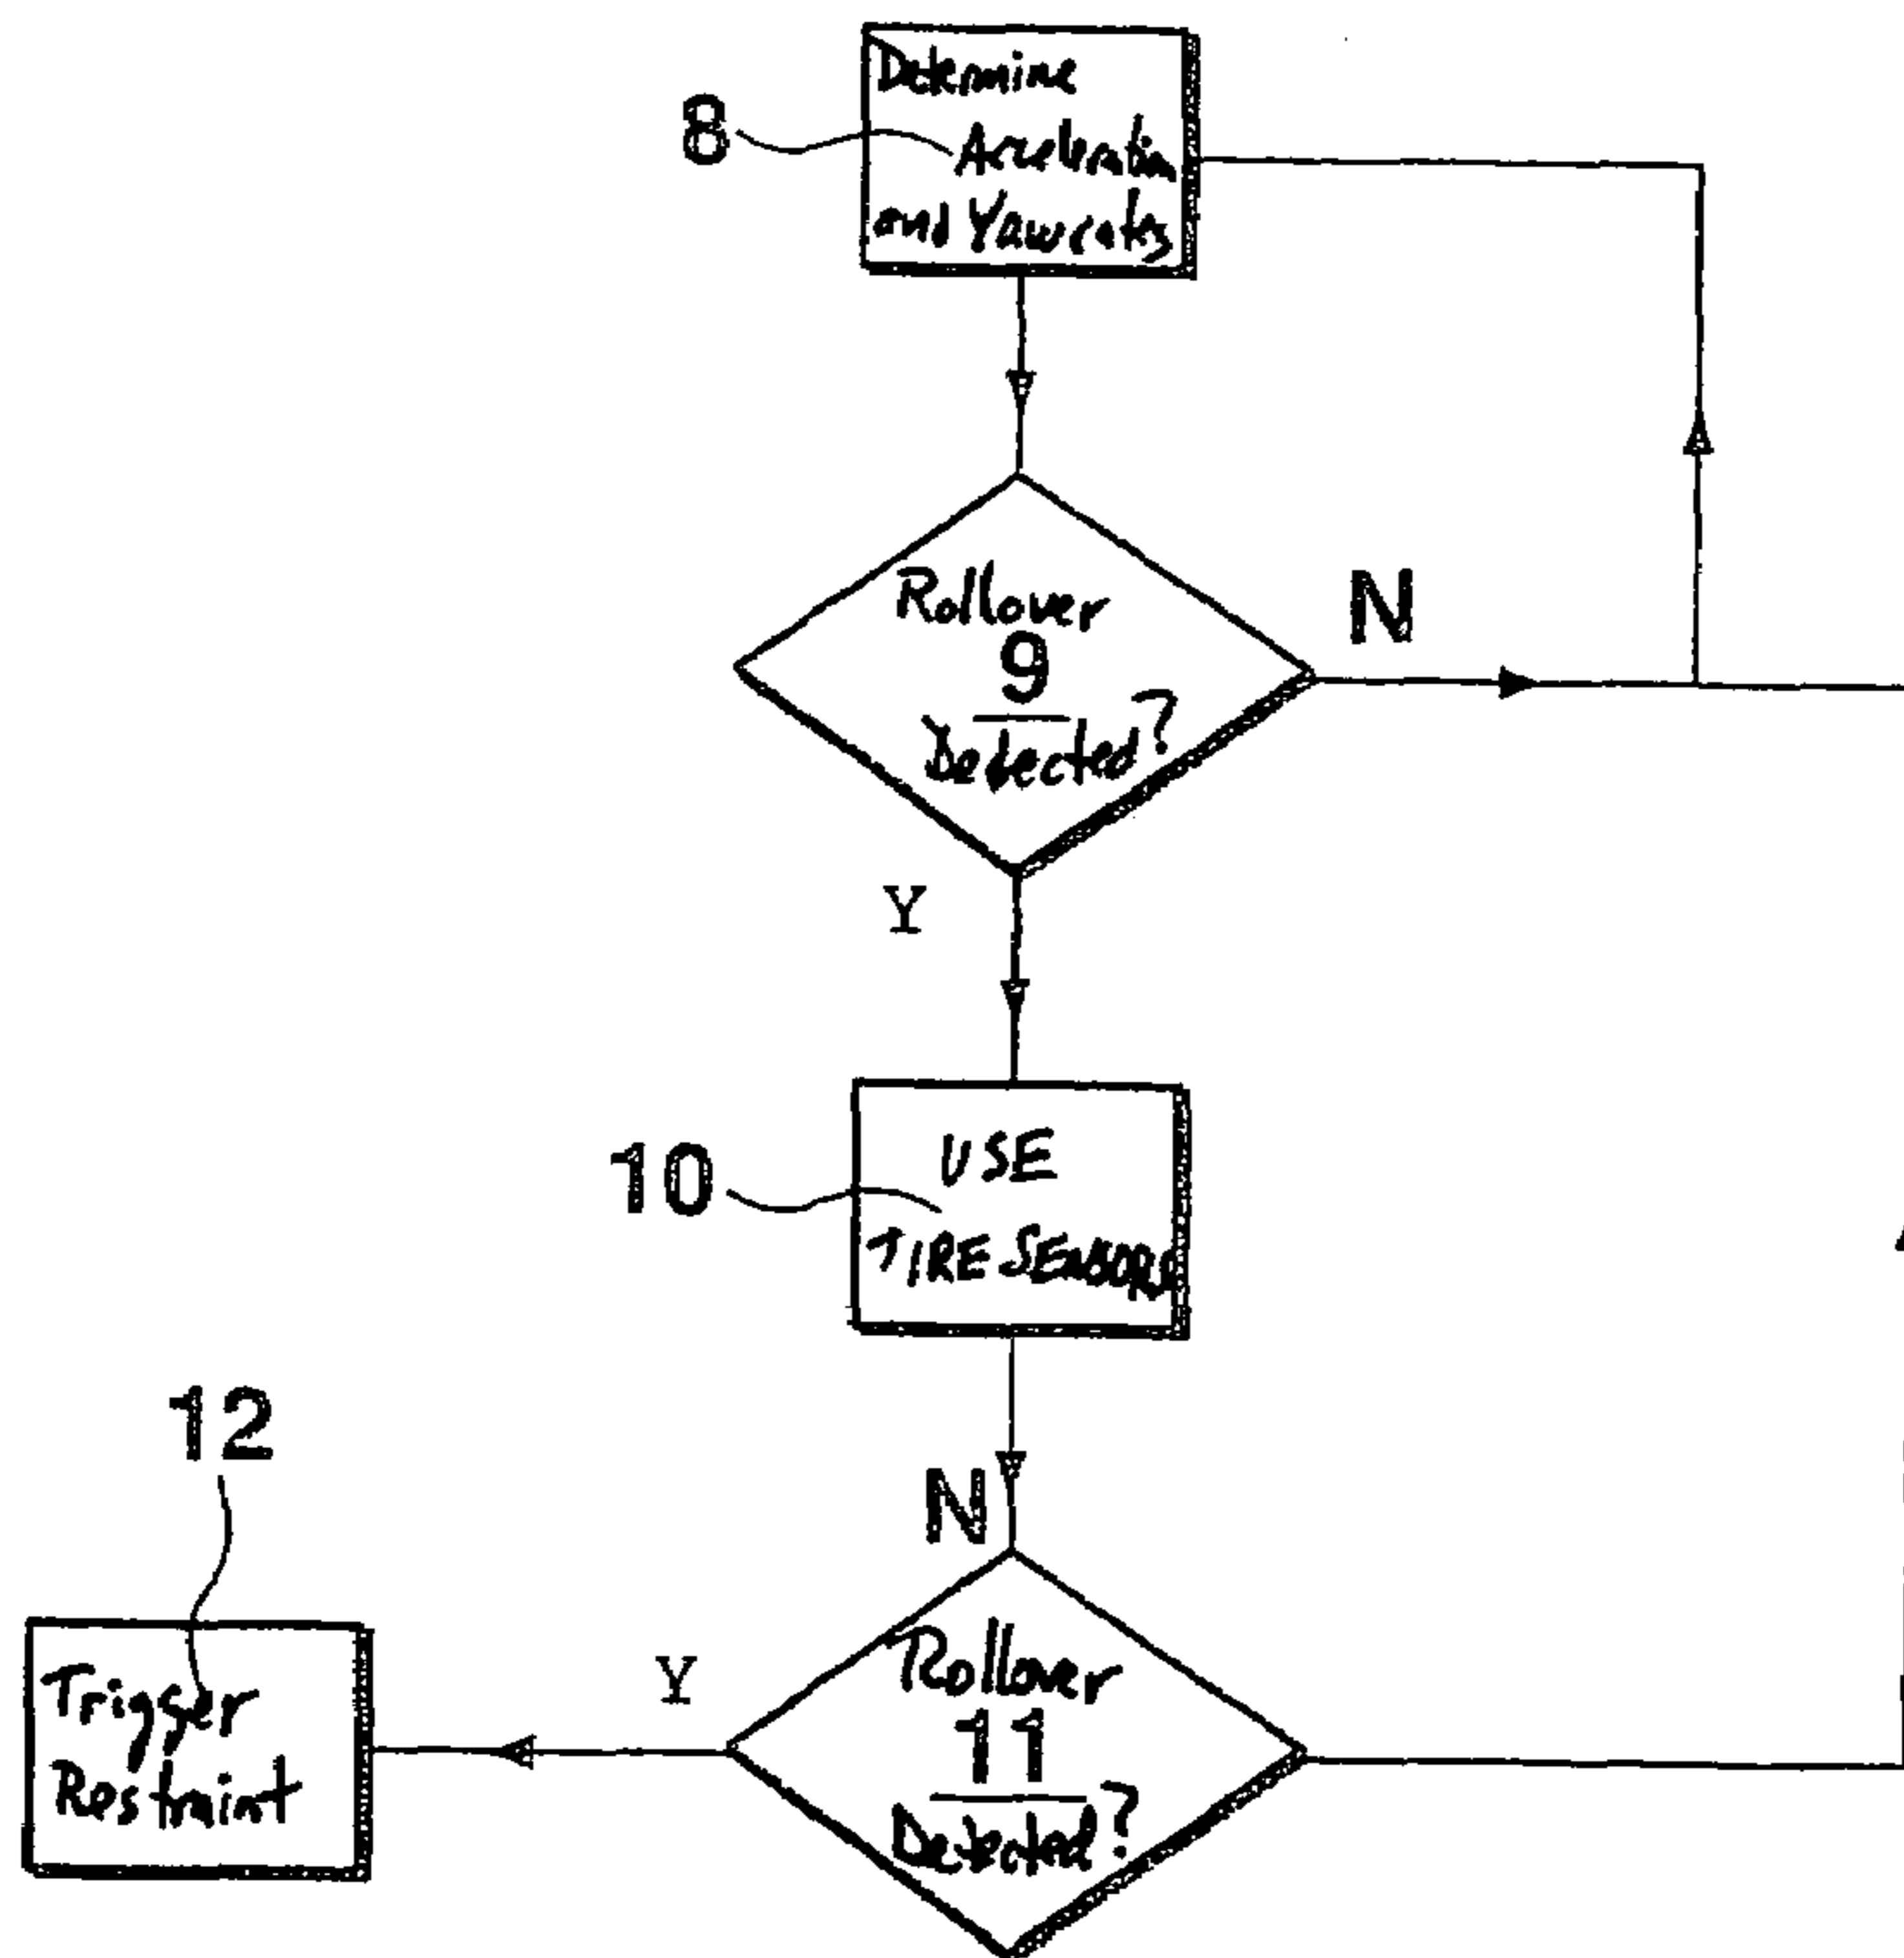 Determine
8
Acceleration
and Yawrates
Rollover
9
Detected?
N
Y
USE
10
TIRE SENSORS
12
N
Rollover
Y
Trigger
11
Restraint
Detected?